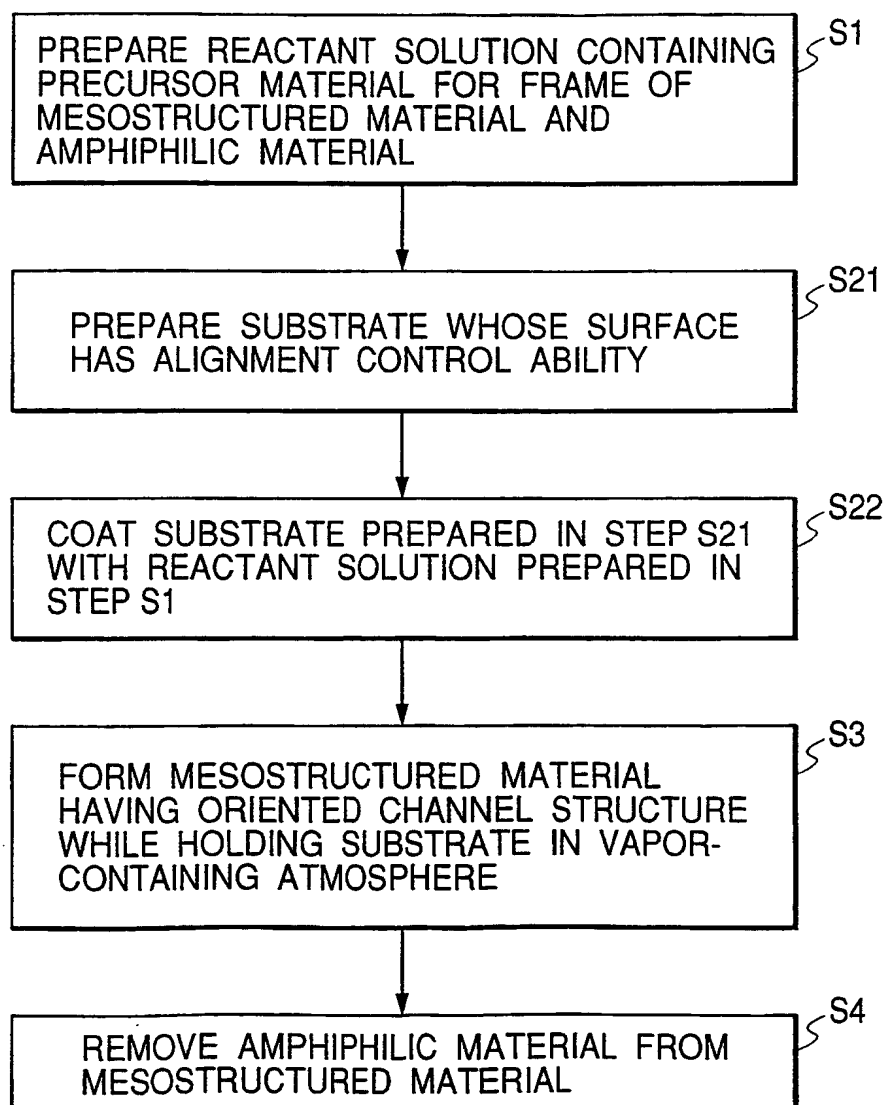 S1
PREPARE REACTANT SOLUTION CONTAINING
PRECURSOR MATERIAL FOR FRAME OF
MESOSTRUCTURED MATERIAL AND
AMPHIPHILIC MATERIAL
S21
PREPARE SUBSTRATE WHOSE SURFACE
HAS ALIGNMENT CONTROL ABILITY
S22
COAT SUBSTRATE PREPARED IN STEP S21
WITH REACTANT SOLUTION PREPARED IN
STEP S1
S3
FORM MESOSTRUCTURED MATERIAL
HAVING ORIENTED CHANNEL STRUCTURE
WHILE HOLDING SUBSTRATE IN VAPOR-
CONTAINING ATMOSPHERE
S4
REMOVE AMPHIPHILIC MATERIAL FROM
MESOSTRUCTURED MATERIAL